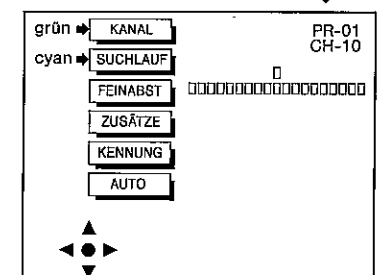 grün KANAL PR-01
CH-10
cyan SUCHLAUF
FEINABST
ZUSÄTZE
KENNUNG
AUTO